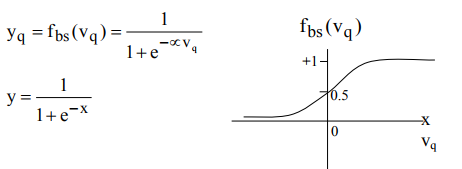 y_q = f_bs(v_q) = 1 / (1 + e^(-∝v_q))
y = 1 / (1 + e^(-x))
f_bs(v_q)
+1
0.5
0
x
v_q